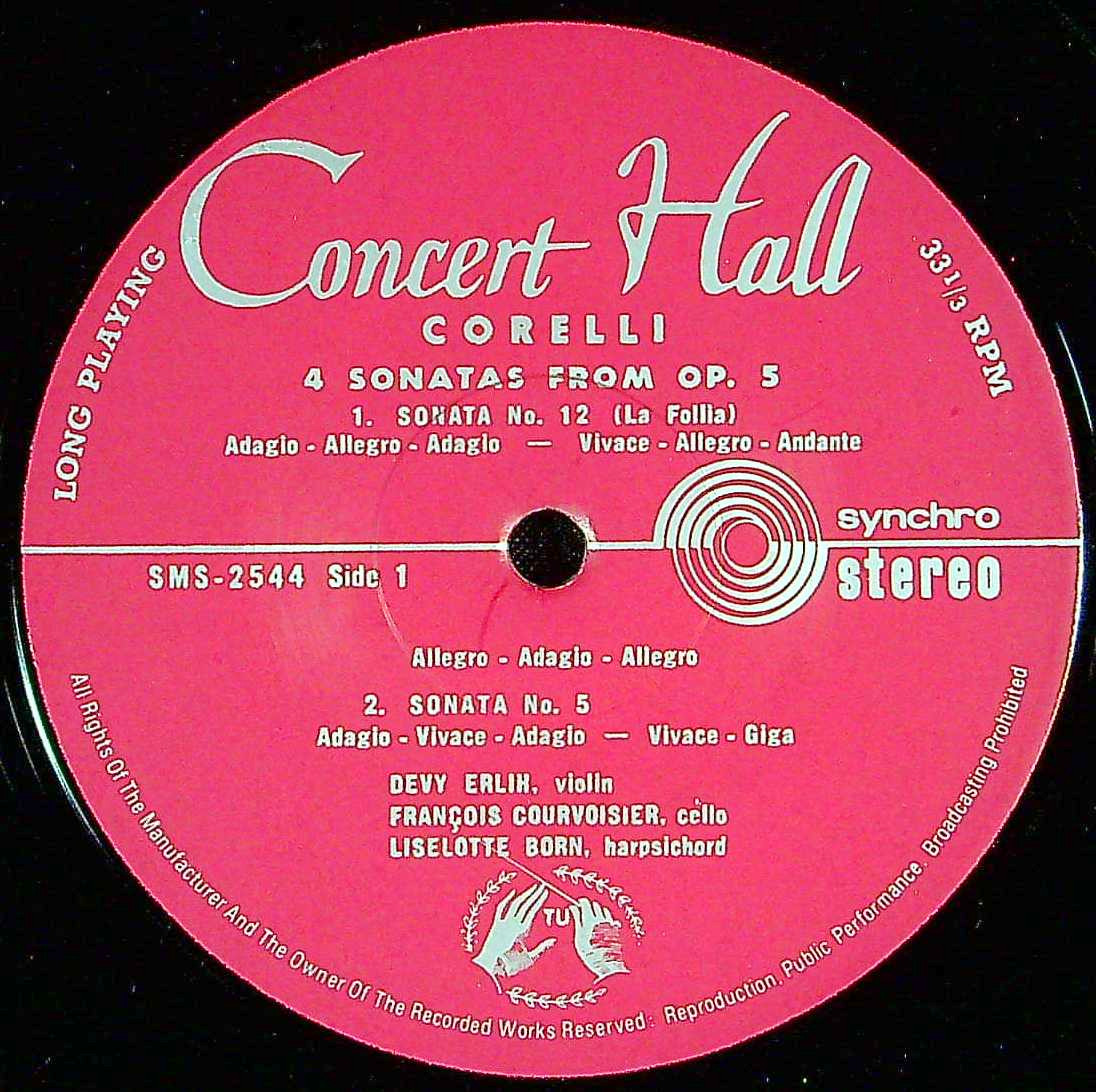 Concert Hall
LONG PLAYING
33 1/3 RPM
CORELLI
4 SONATAS FROM OP. 5
1. SONATA No. 12 (La Follia)
Adagio - Allegro - Adagio — Vivace - Allegro - Andante
synchro
stereo
SMS-2544 Side 1
Allegro - Adagio - Allegro
2. SONATA No. 5
Adagio - Vivace - Adagio — Vivace - Giga
DEVY ERLIH, violin
FRANÇOIS COURVOISIER, cello
LISELOTTE BORN, harpsichord
TU
All Rights Of The Manufacturer And The Owner Of The Recorded Works Reserved: Reproduction, Public Performance, Broadcasting Prohibited